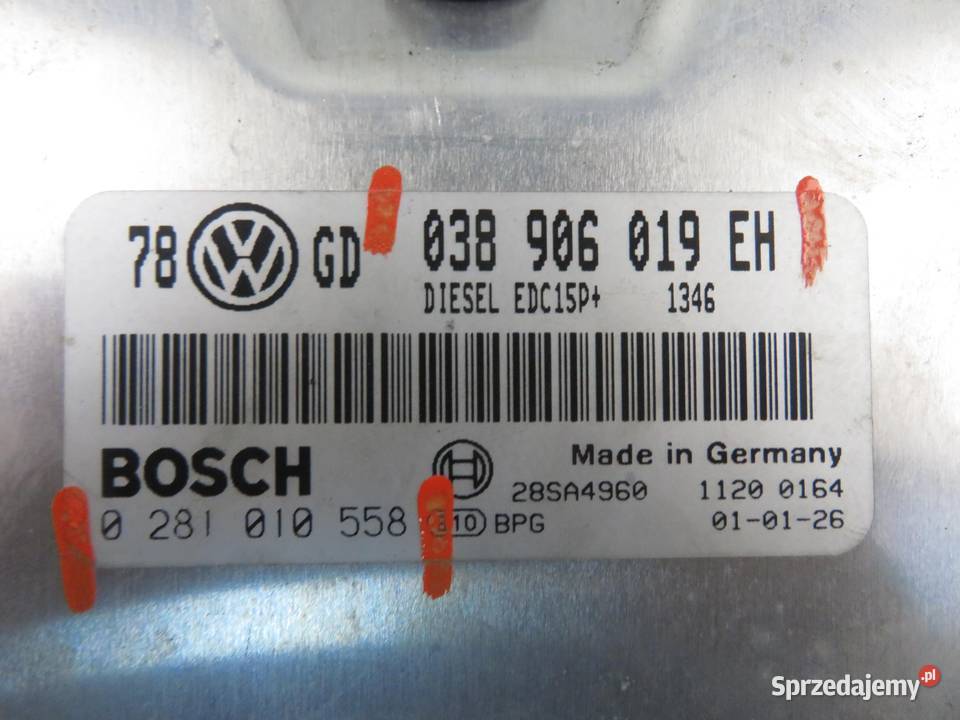 78 GD 038 906 019 EH
DIESEL EDC15P+ 1346
BOSCH
Made in Germany
28SA4960 1120 0164
0 281 010 558 BPG 01-01-26
Sprzedajemy.pl